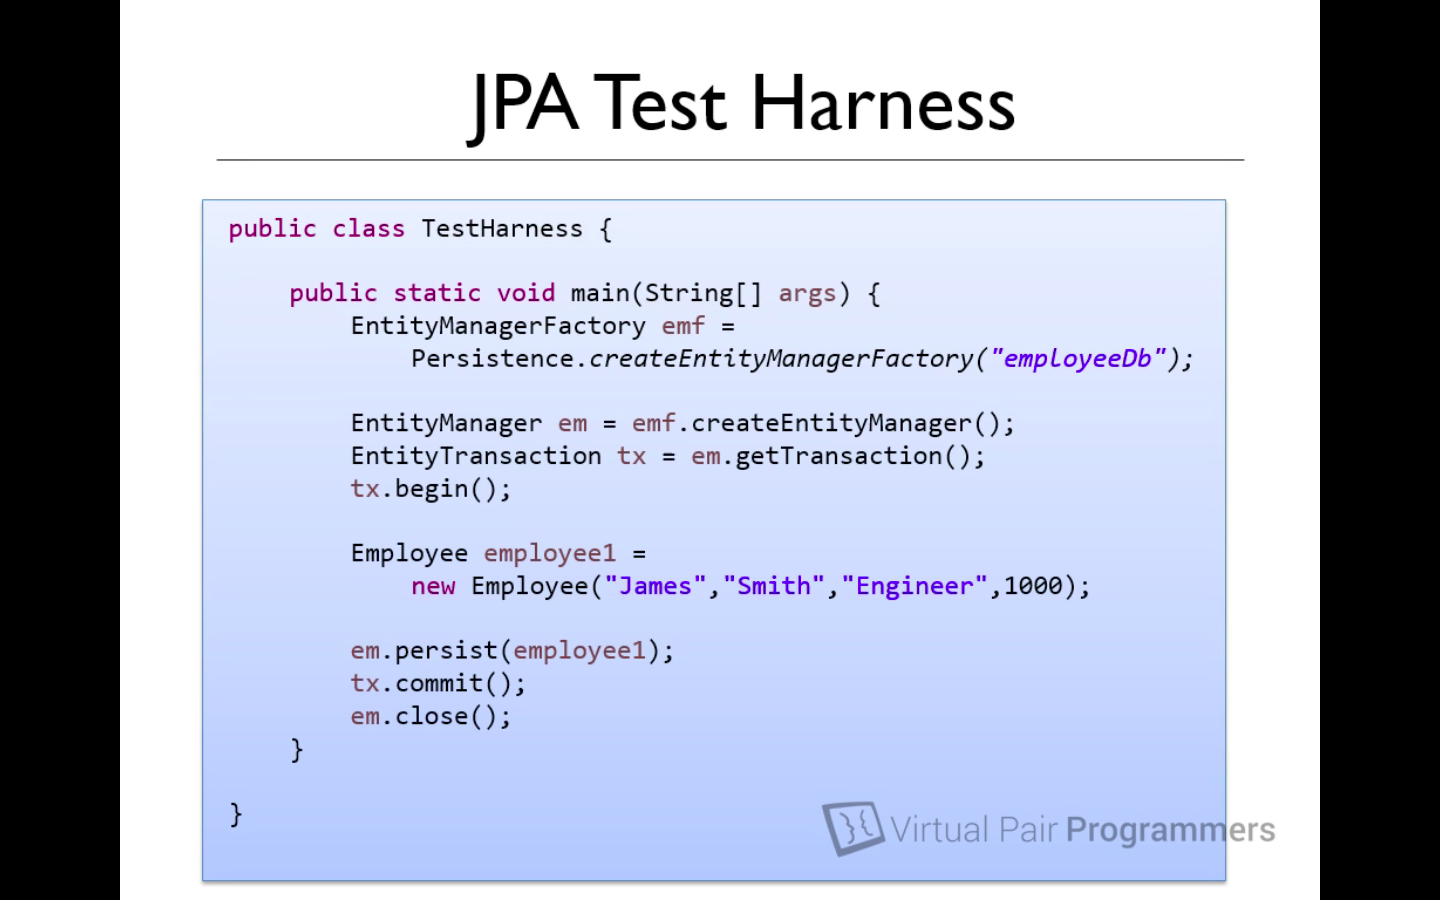 JPA Test Harness
public class TestHarness {
public static void main(String[] args) {
EntityManagerFactory emf =
Persistence.createEntityManagerFactory("employeeDb");
EntityManager em = emf.createEntityManager();
EntityTransaction tx = em.getTransaction();
tx.begin();
Employee employee1 =
new Employee("James","Smith","Engineer",1000);
em.persist(employee1);
tx.commit();
em.close();
}
}
Virtual Pair Programmers